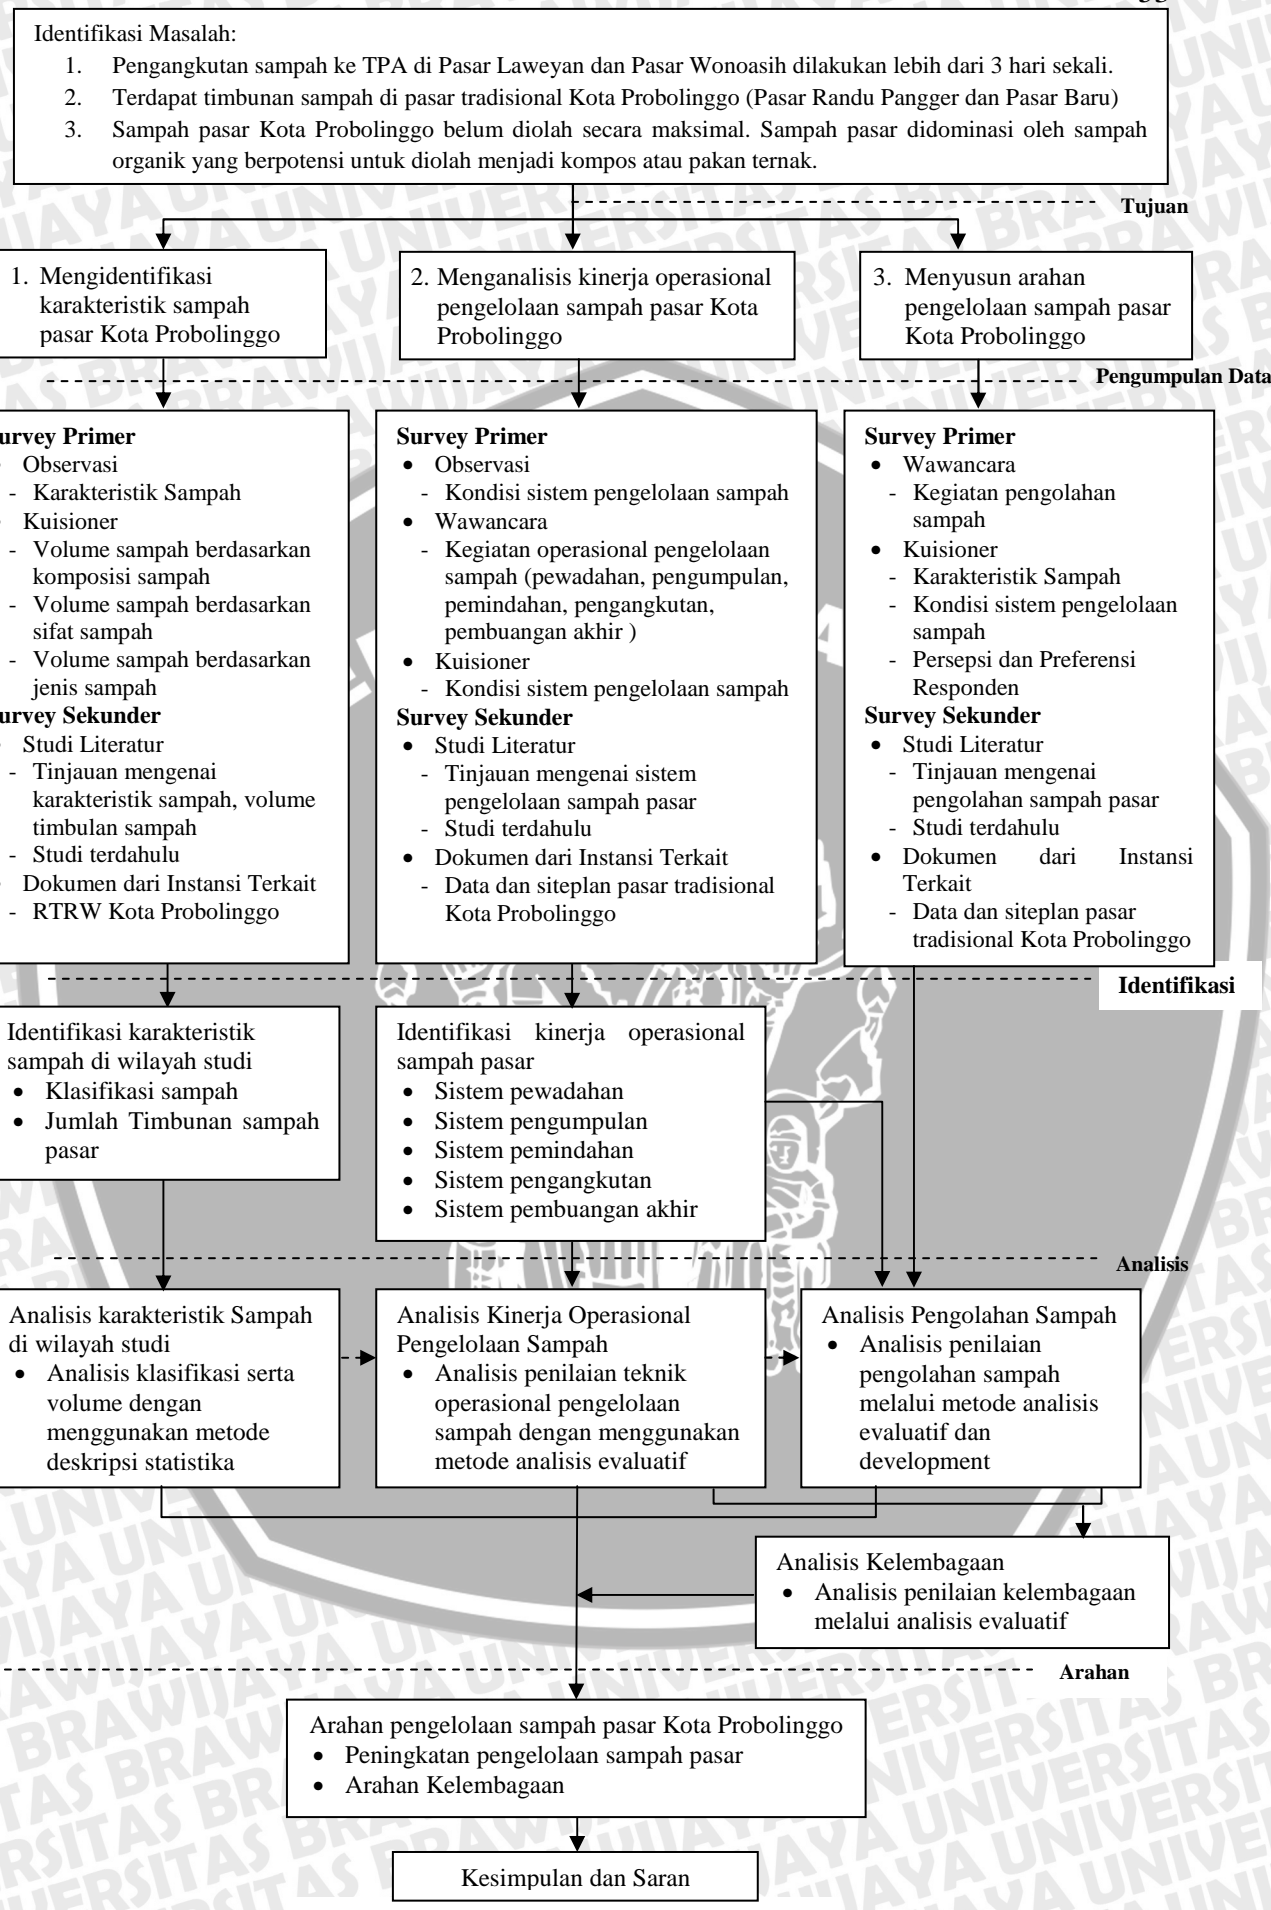 Identifikasi Masalah:
1. Pengangkutan sampah ke TPA di Pasar Laweyan dan Pasar Wonoasih dilakukan lebih dari 3 hari sekali.
2. Terdapat timbunan sampah di pasar tradisional Kota Probolinggo (Pasar Randu Pangger dan Pasar Baru)
3. Sampah pasar Kota Probolinggo belum diolah secara maksimal. Sampah pasar didominasi oleh sampah
organik yang berpotensi untuk diolah menjadi kompos atau pakan ternak.
Tujuan
1. Mengidentifikasi
karakteristik sampah
pasar Kota Probolinggo
2. Menganalisis kinerja operasional
pengelolaan sampah pasar Kota
Probolinggo
3. Menyusun arahan
pengelolaan sampah pasar
Kota Probolinggo
Pengumpulan Data
urvey Primer
Observasi
- Karakteristik Sampah
Kuisioner
- Volume sampah berdasarkan
komposisi sampah
- Volume sampah berdasarkan
sifat sampah
- Volume sampah berdasarkan
jenis sampah
urvey Sekunder
Studi Literatur
- Tinjauan mengenai
karakteristik sampah, volume
timbulan sampah
- Studi terdahulu
Dokumen dari Instansi Terkait
- RTRW Kota Probolinggo
Survey Primer
• Observasi
- Kondisi sistem pengelolaan sampah
• Wawancara
- Kegiatan operasional pengelolaan
sampah (pewadahan, pengumpulan,
pemindahan, pengangkutan,
pembuangan akhir )
• Kuisioner
- Kondisi sistem pengelolaan sampah
Survey Sekunder
• Studi Literatur
- Tinjauan mengenai sistem
pengelolaan sampah pasar
- Studi terdahulu
• Dokumen dari Instansi Terkait
- Data dan siteplan pasar tradisional
Kota Probolinggo
Survey Primer
• Wawancara
- Kegiatan pengolahan
sampah
• Kuisioner
- Karakteristik Sampah
- Kondisi sistem pengelolaan
sampah
- Persepsi dan Preferensi
Responden
Survey Sekunder
• Studi Literatur
- Tinjauan mengenai
pengolahan sampah pasar
- Studi terdahulu
• Dokumen dari Instansi
Terkait
- Data dan siteplan pasar
tradisional Kota Probolinggo
Identifikasi
Identifikasi karakteristik
sampah di wilayah studi
• Klasifikasi sampah
• Jumlah Timbunan sampah
pasar
Identifikasi kinerja operasional
sampah pasar
• Sistem pewadahan
• Sistem pengumpulan
• Sistem pemindahan
• Sistem pengangkutan
• Sistem pembuangan akhir
Analisis
Analisis karakteristik Sampah
di wilayah studi
• Analisis klasifikasi serta
volume dengan
menggunakan metode
deskripsi statistika
Analisis Kinerja Operasional
Pengelolaan Sampah
• Analisis penilaian teknik
operasional pengelolaan
sampah dengan menggunakan
metode analisis evaluatif
Analisis Pengolahan Sampah
• Analisis penilaian
pengolahan sampah
melalui metode analisis
evaluatif dan
development
Analisis Kelembagaan
• Analisis penilaian kelembagaan
melalui analisis evaluatif
Arahan
Arahan pengelolaan sampah pasar Kota Probolinggo
• Peningkatan pengelolaan sampah pasar
• Arahan Kelembagaan
Kesimpulan dan Saran